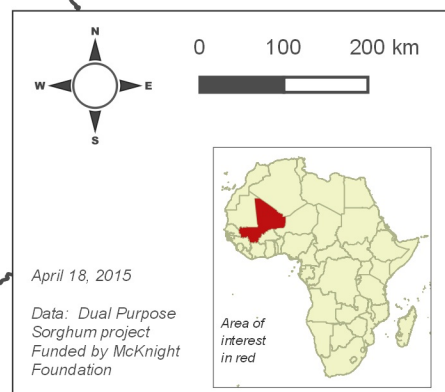 N
W E
S
0 100 200 km
April 18, 2015
Data: Dual Purpose
Sorghum project
Funded by McKnight
Foundation
Area of
interest
in red